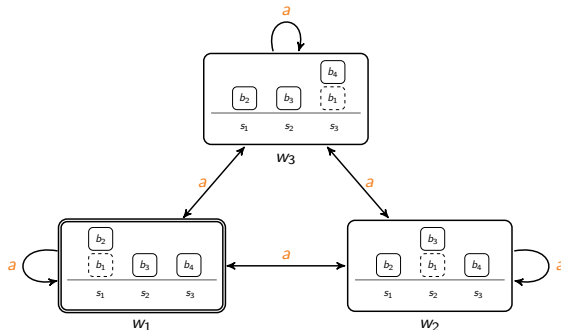 a
b4
b2 b3 b1
s1 s2 s3
w3
a a
b2 b3
a
a b1 b3 b4 b2 b1 b4 a
s1 s2 s3 s1 s2 s3
w1 w2